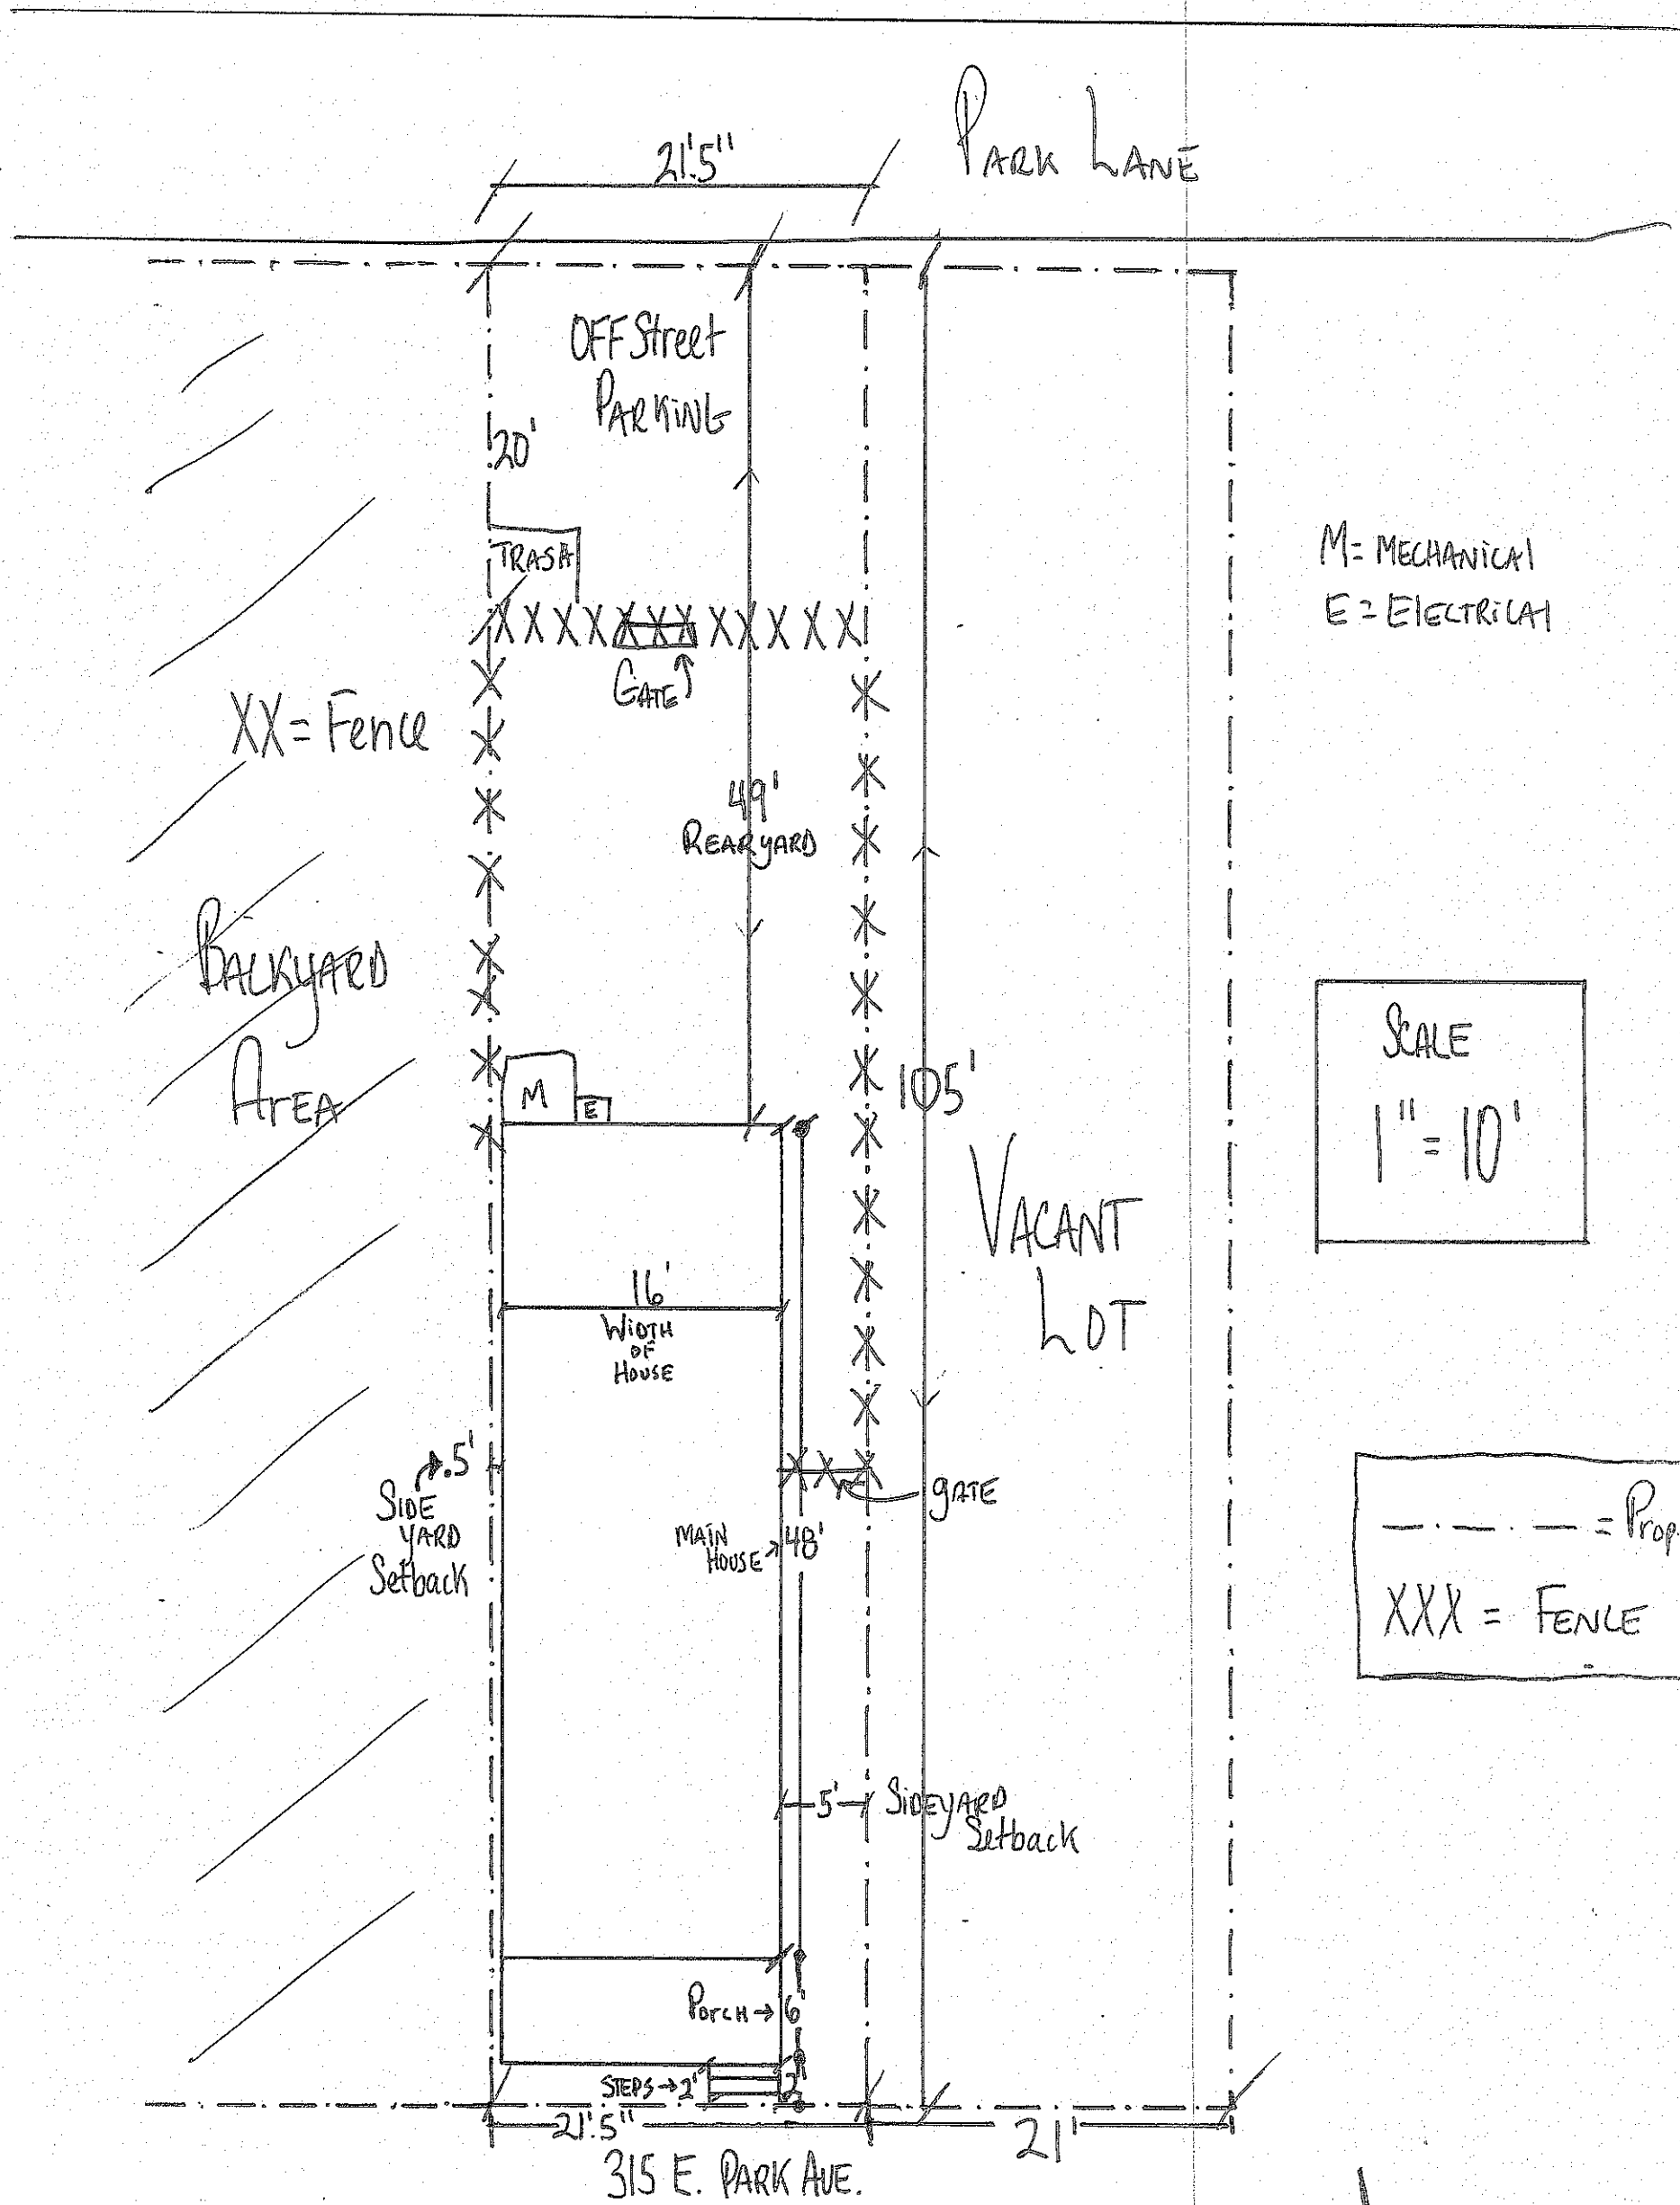 21'.5"
PARK LANE
OFF Street
PARKING
20'
TRASH
GATE
M= MECHANICAl
E = ElECTRiCAl
XX= Fence
49'
REARYARD
BACKYARD
AreA
M
E
105'
SCALE
1" = 10'
VACANT
LOT
16'
WiDTH
OF
HOUSE
.5'
SIDE
YARD
Setback
GATE
MAIN
HOUSE
48'
= Prop
XXX = FENCE
5'
SIDEYARD
Setback
PorcH → 6'
STEPS → 2'
2'
21'.5"
21'
315 E. PARK AVE.